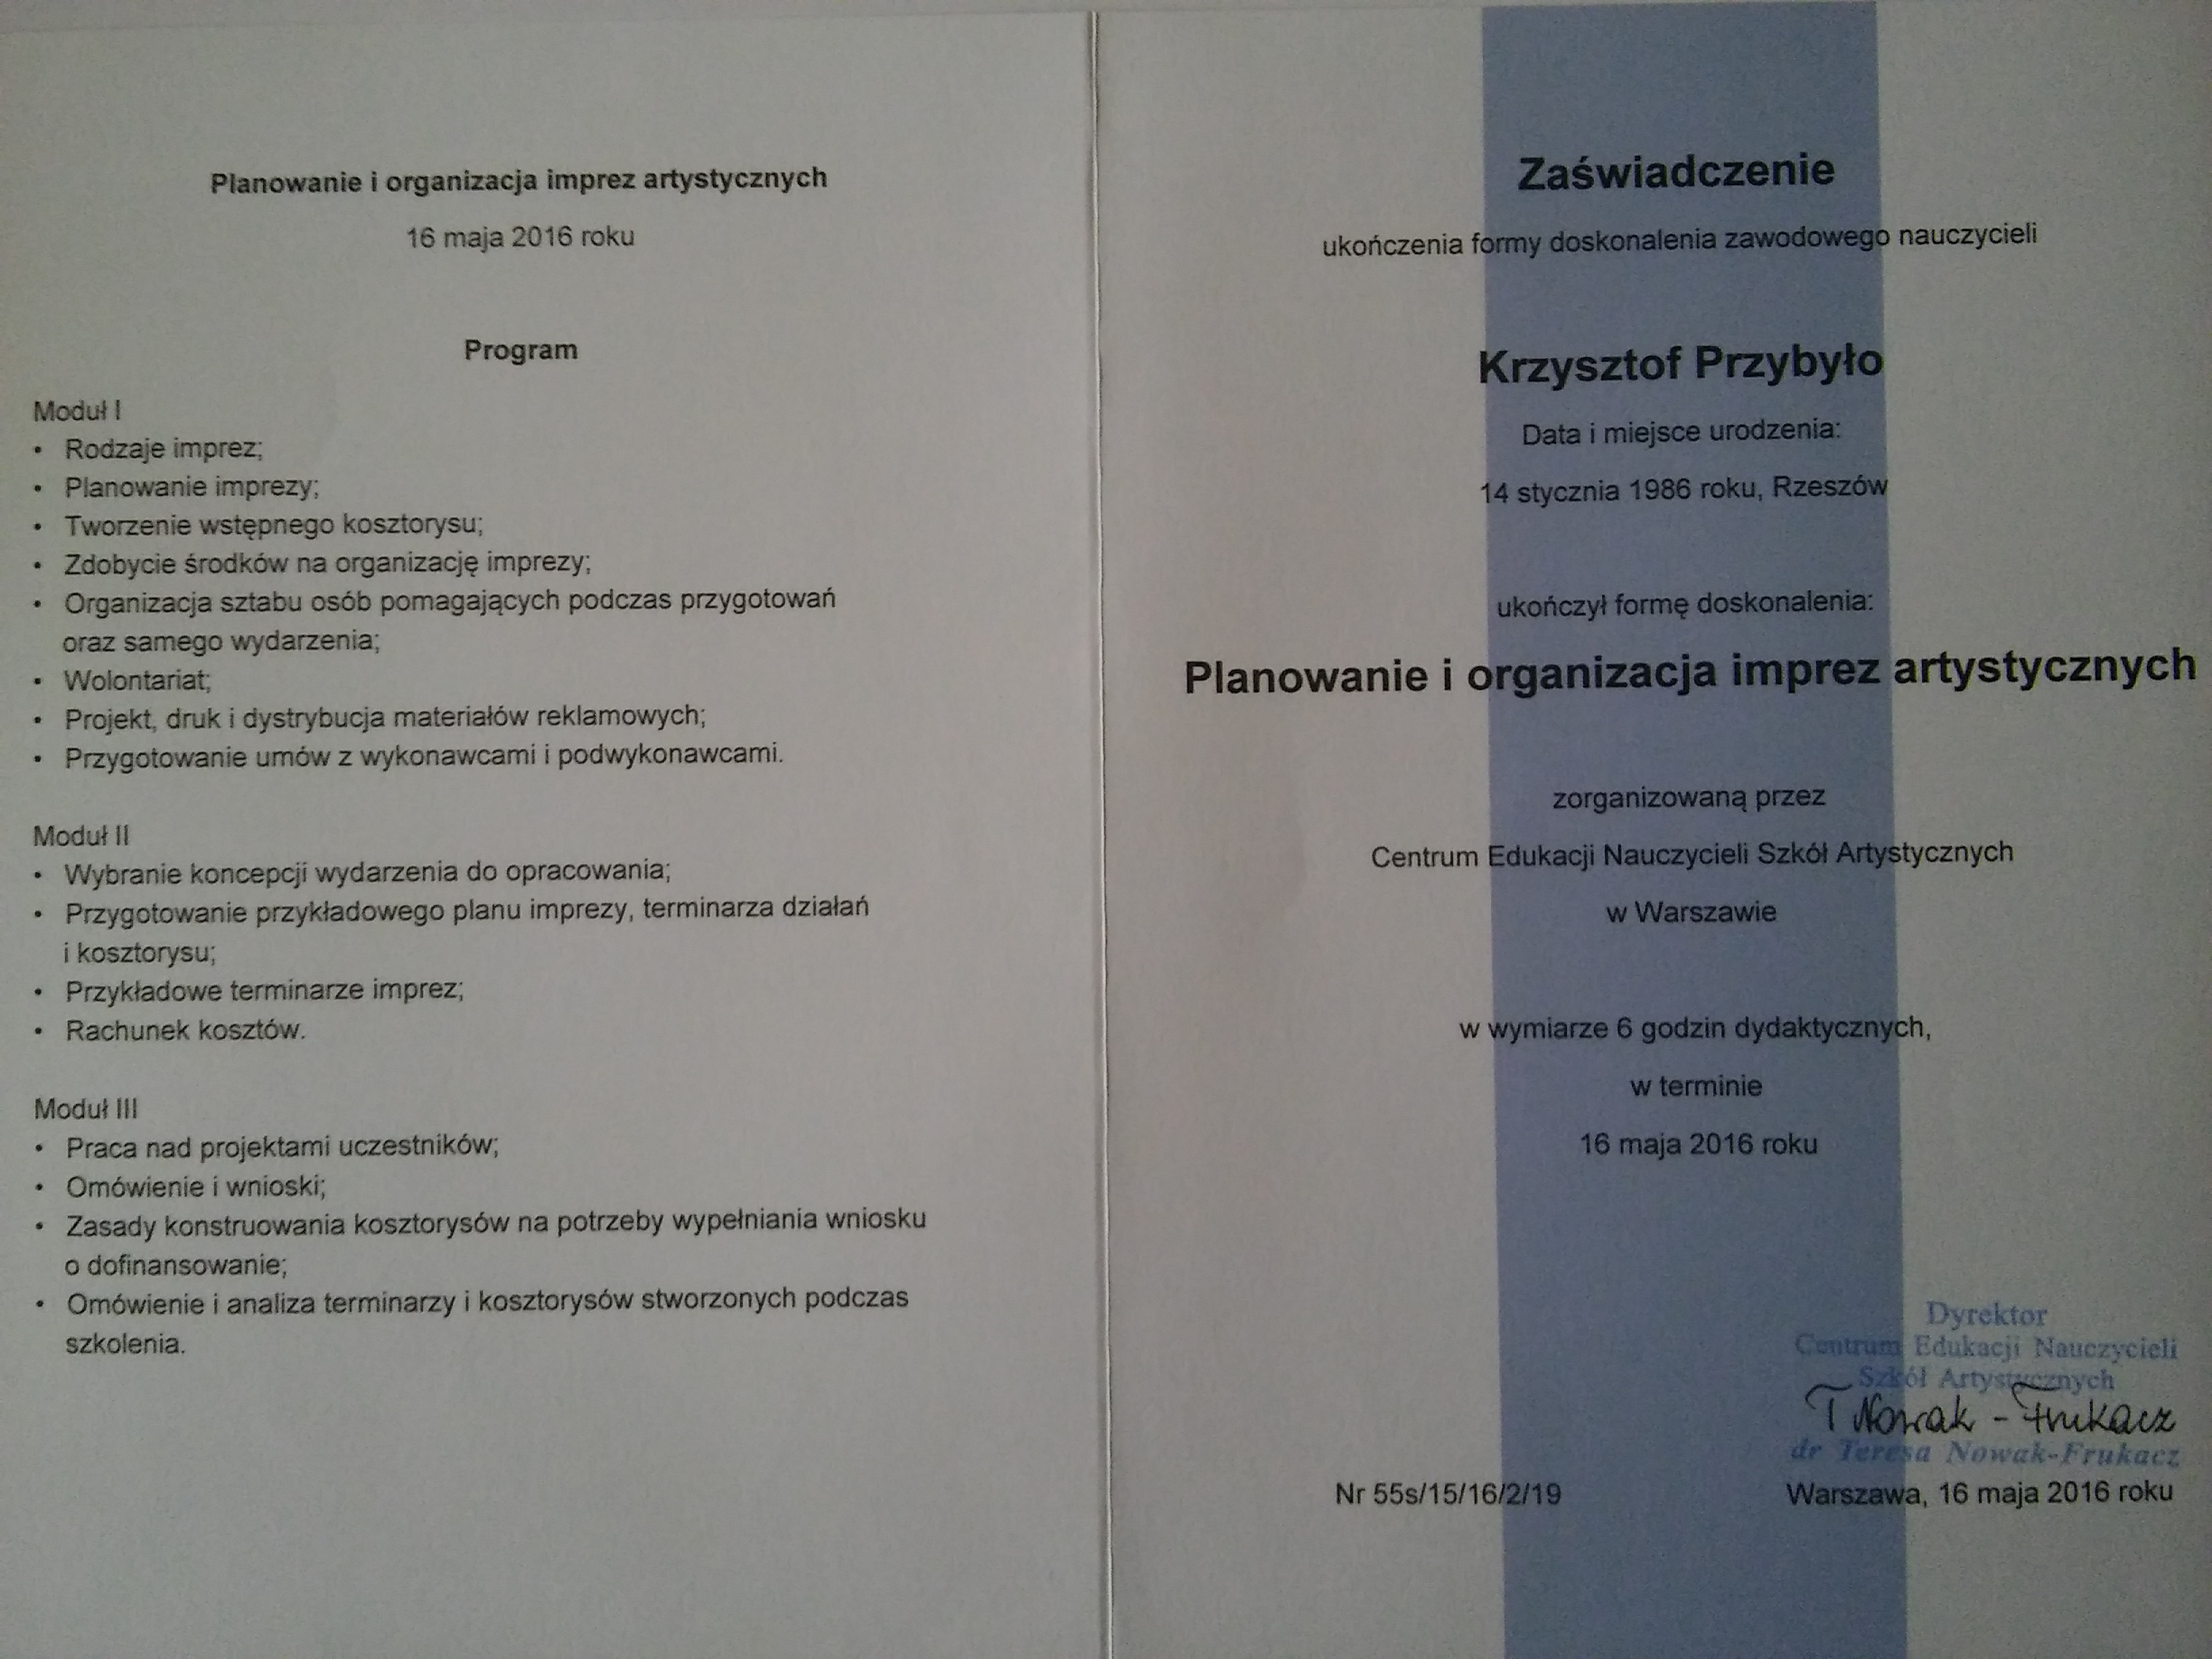 Planowanie i organizacja imprez artystycznych
16 maja 2016 roku
Program
Moduł I
• Rodzaje imprez;
• Planowanie imprezy;
• Tworzenie wstępnego kosztorysu;
• Zdobycie środków na organizację imprezy;
• Organizacja sztabu osób pomagających podczas przygotowań
oraz samego wydarzenia;
• Wolontariat;
• Projekt, druk i dystrybucja materiałów reklamowych;
• Przygotowanie umów z wykonawcami i podwykonawcami.
Moduł II
• Wybranie koncepcji wydarzenia do opracowania;
• Przygotowanie przykładowego planu imprezy, terminarza działań
i kosztorysu;
• Przykładowe terminarze imprez;
• Rachunek kosztów.
Moduł III
• Praca nad projektami uczestników;
• Omówienie i wnioski;
• Zasady konstruowania kosztorysów na potrzeby wypełniania wniosku
o dofinansowanie;
• Omówienie i analiza terminarzy i kosztorysów stworzonych podczas
szkolenia.
Zaświadczenie
ukończenia formy doskonalenia zawodowego nauczycieli
Krzysztof Przybyło
Data i miejsce urodzenia:
14 stycznia 1986 roku, Rzeszów
ukończył formę doskonalenia:
Planowanie i organizacja imprez artystycznych
zorganizowaną przez
Centrum Edukacji Nauczycieli Szkół Artystycznych
w Warszawie
w wymiarze 6 godzin dydaktycznych,
w terminie
16 maja 2016 roku
Dyrektor
Centrum Edukacji Nauczycieli
Szkół Artystycznych
T Nowak - Frukacz
dr Teresa Nowak-Frukacz
Nr 55s/15/16/2/19
Warszawa, 16 maja 2016 roku